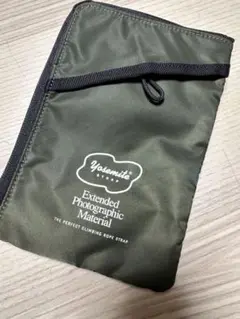 Yosemite
STRAP
Extended
Photographic
Material
THE PERFECT CLIMBING ROPE STRAP